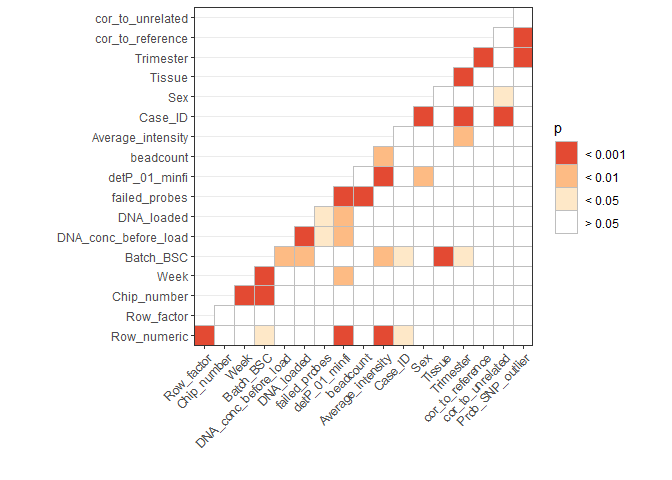 cor_to_unrelated
cor_to_reference
Trimester
Tissue
Sex
Case_ID
Average_intensity
beadcount
detP_01_minfi
failed_probes
DNA_loaded
DNA_conc_before_load
Batch_BSC
Week
Chip_number
Row_factor
Row_numeric
Row_factor
Chip_number
Week
Batch_BSC
DNA_conc_before_load
DNA_loaded
failed_probes
detP_01_minfi
beadcount
Average_intensity
Case_ID
Sex
Tissue
Trimester
cor_to_reference
cor_to_unrelated
Prob_SNP_outlier
p
< 0.001
< 0.01
< 0.05
> 0.05